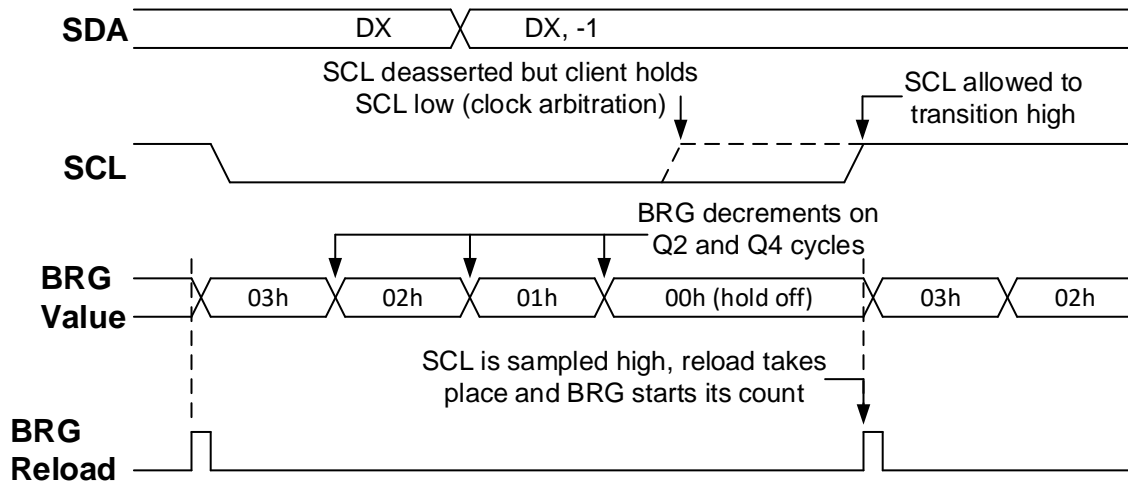 SDA
DX
DX, -1
SCL deasserted but client holds
SCL low (clock arbitration)
SCL allowed to
transition high
SCL
BRG decrements on
Q2 and Q4 cycles
BRG
Value
03h
02h
01h
00h (hold off)
03h
02h
SCL is sampled high, reload takes
place and BRG starts its count
BRG
Reload